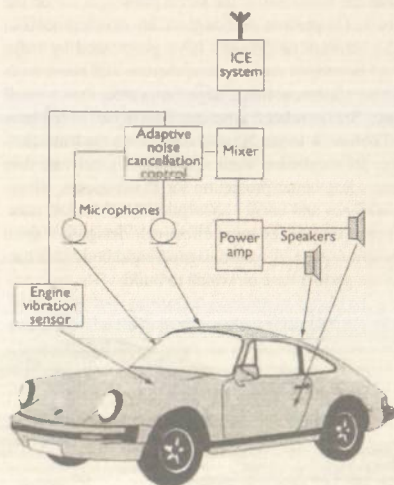 ICE
system
Adaptive
noise
cancellation
control
Mixer
Microphones
Power
amp
Speakers
Engine
vibration
sensor